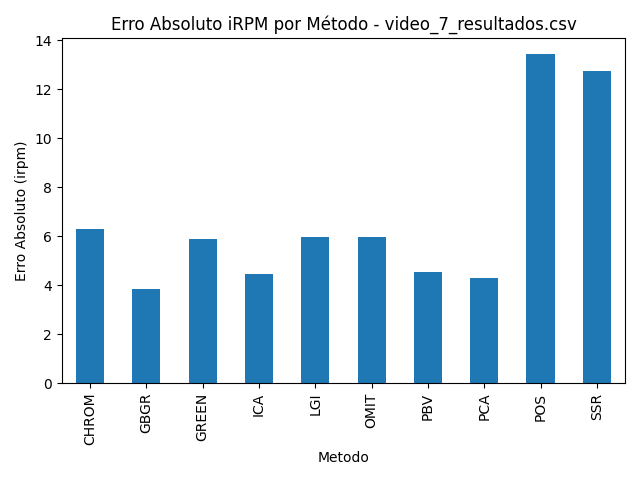 Erro Absoluto iRPM por Método - video_7_resultados.csv
14
12
10
8
6
4
2
0
Erro Absoluto (irpm)
CHROM
GBGR
GREEN
ICA
LGI
OMIT
PBV
PCA
POS
SSR
Metodo